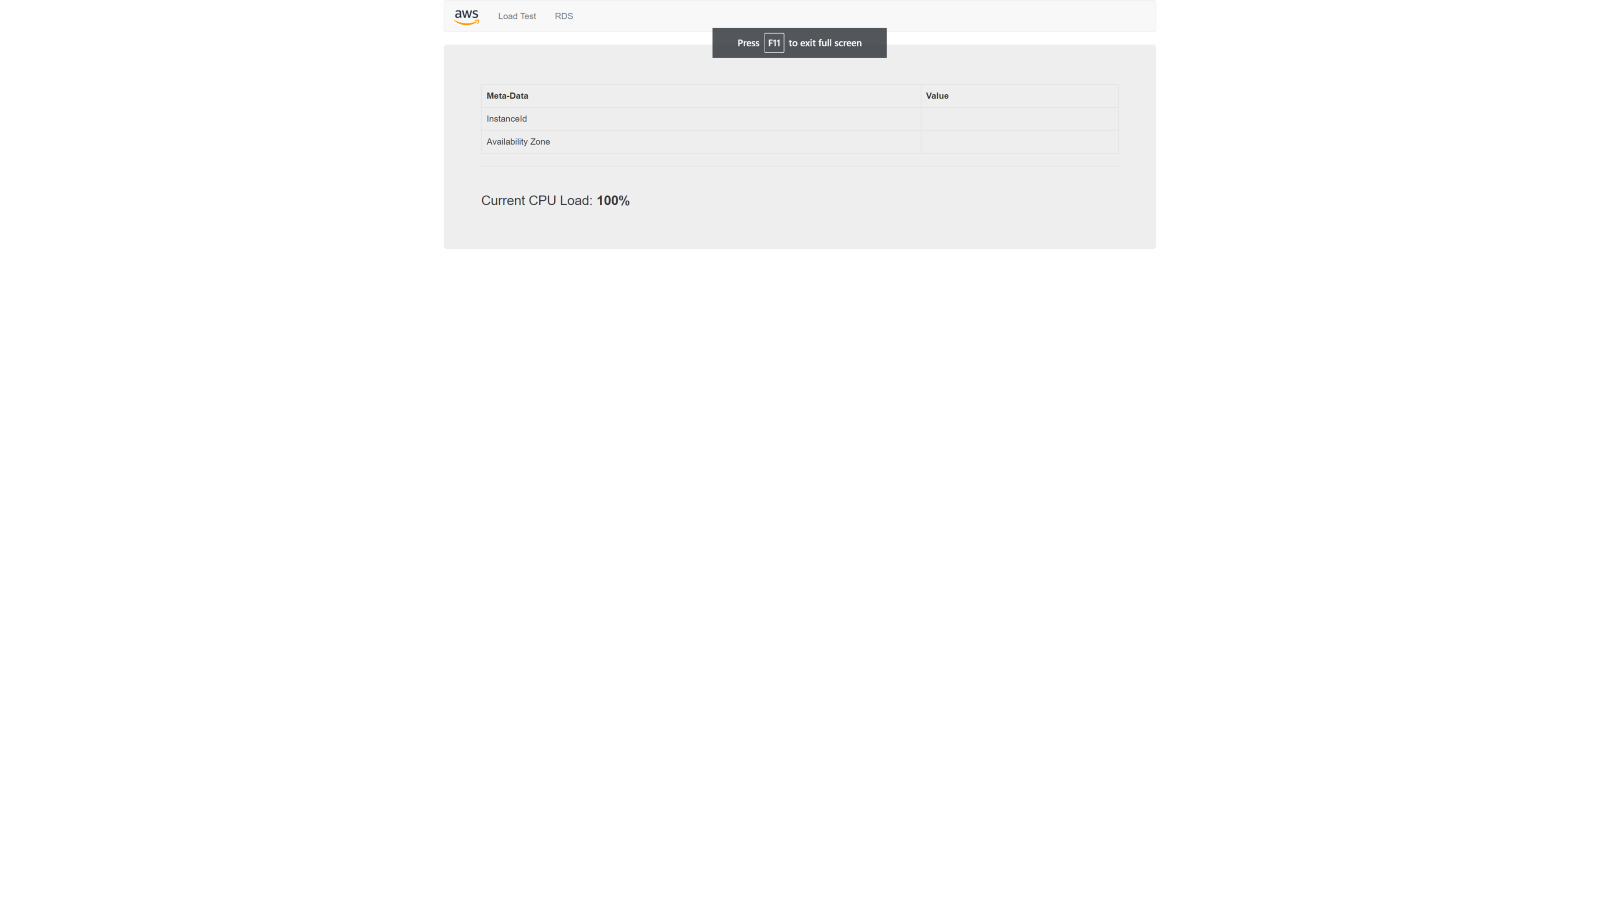 aws Load Test RDS
Press F11 to exit full screen
Meta-Data Value
InstanceId
Availability Zone
Current CPU Load: 100%